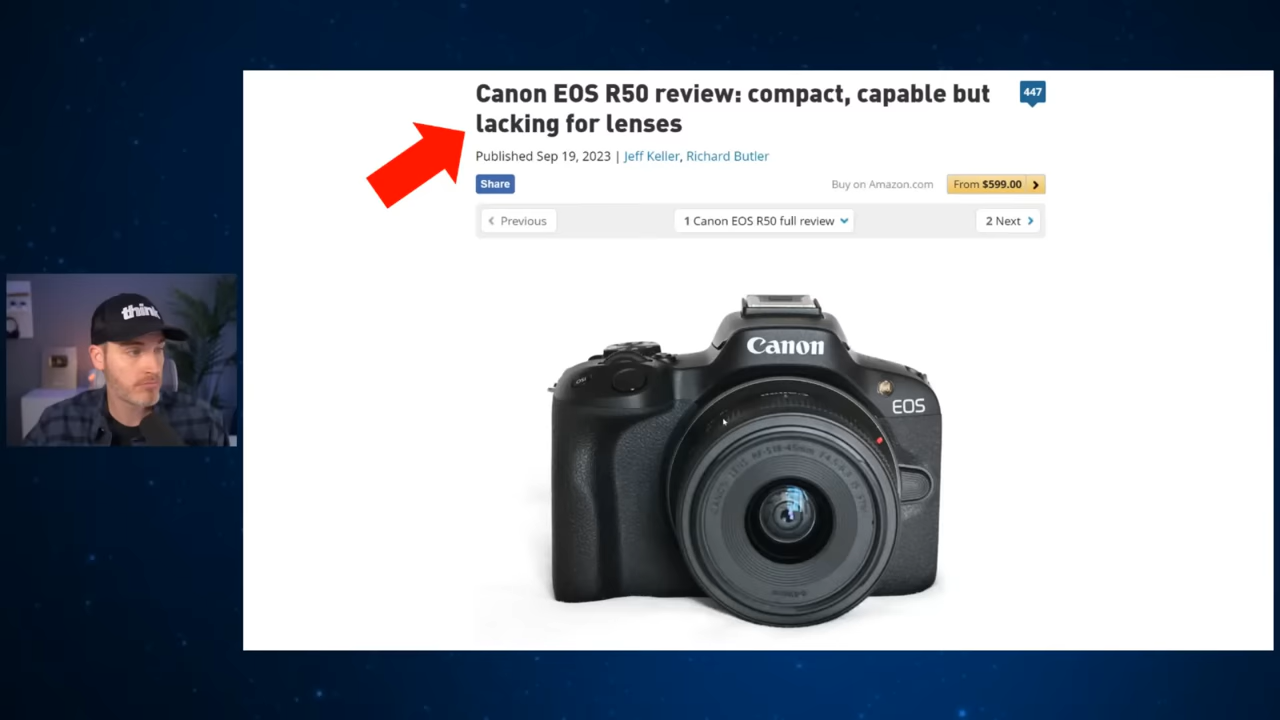 Canon EOS R50 review: compact, capable but
lacking for lenses
447
Published Sep 19, 2023 | Jeff Keller, Richard Butler
Share
Buy on Amazon.com
From $599.00
Previous
1 Canon EOS R50 full review
2 Next
Canon
EOS
think